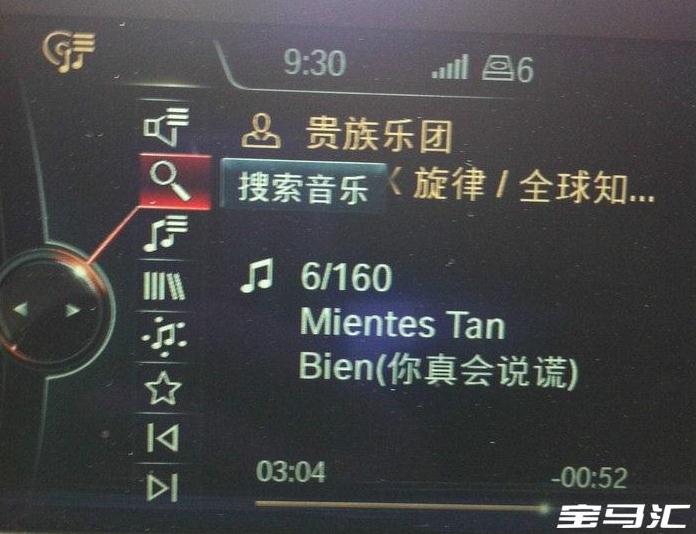 9:30
6
贵族乐团
搜索音乐
旋律 / 全球知...
6/160
Mientes Tan
Bien(你真会说谎)
03:04
-00:52
宝马汇